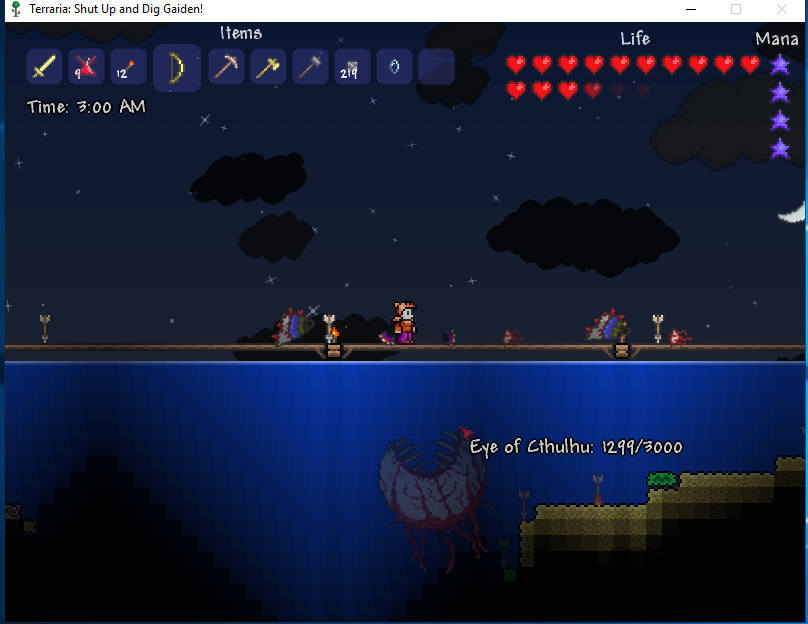 Terraria: Shut Up and Dig Gaiden!
Items
Life
Mana
9
12
219
Time: 3:00 AM
Eye of Cthulhu: 1299/3000